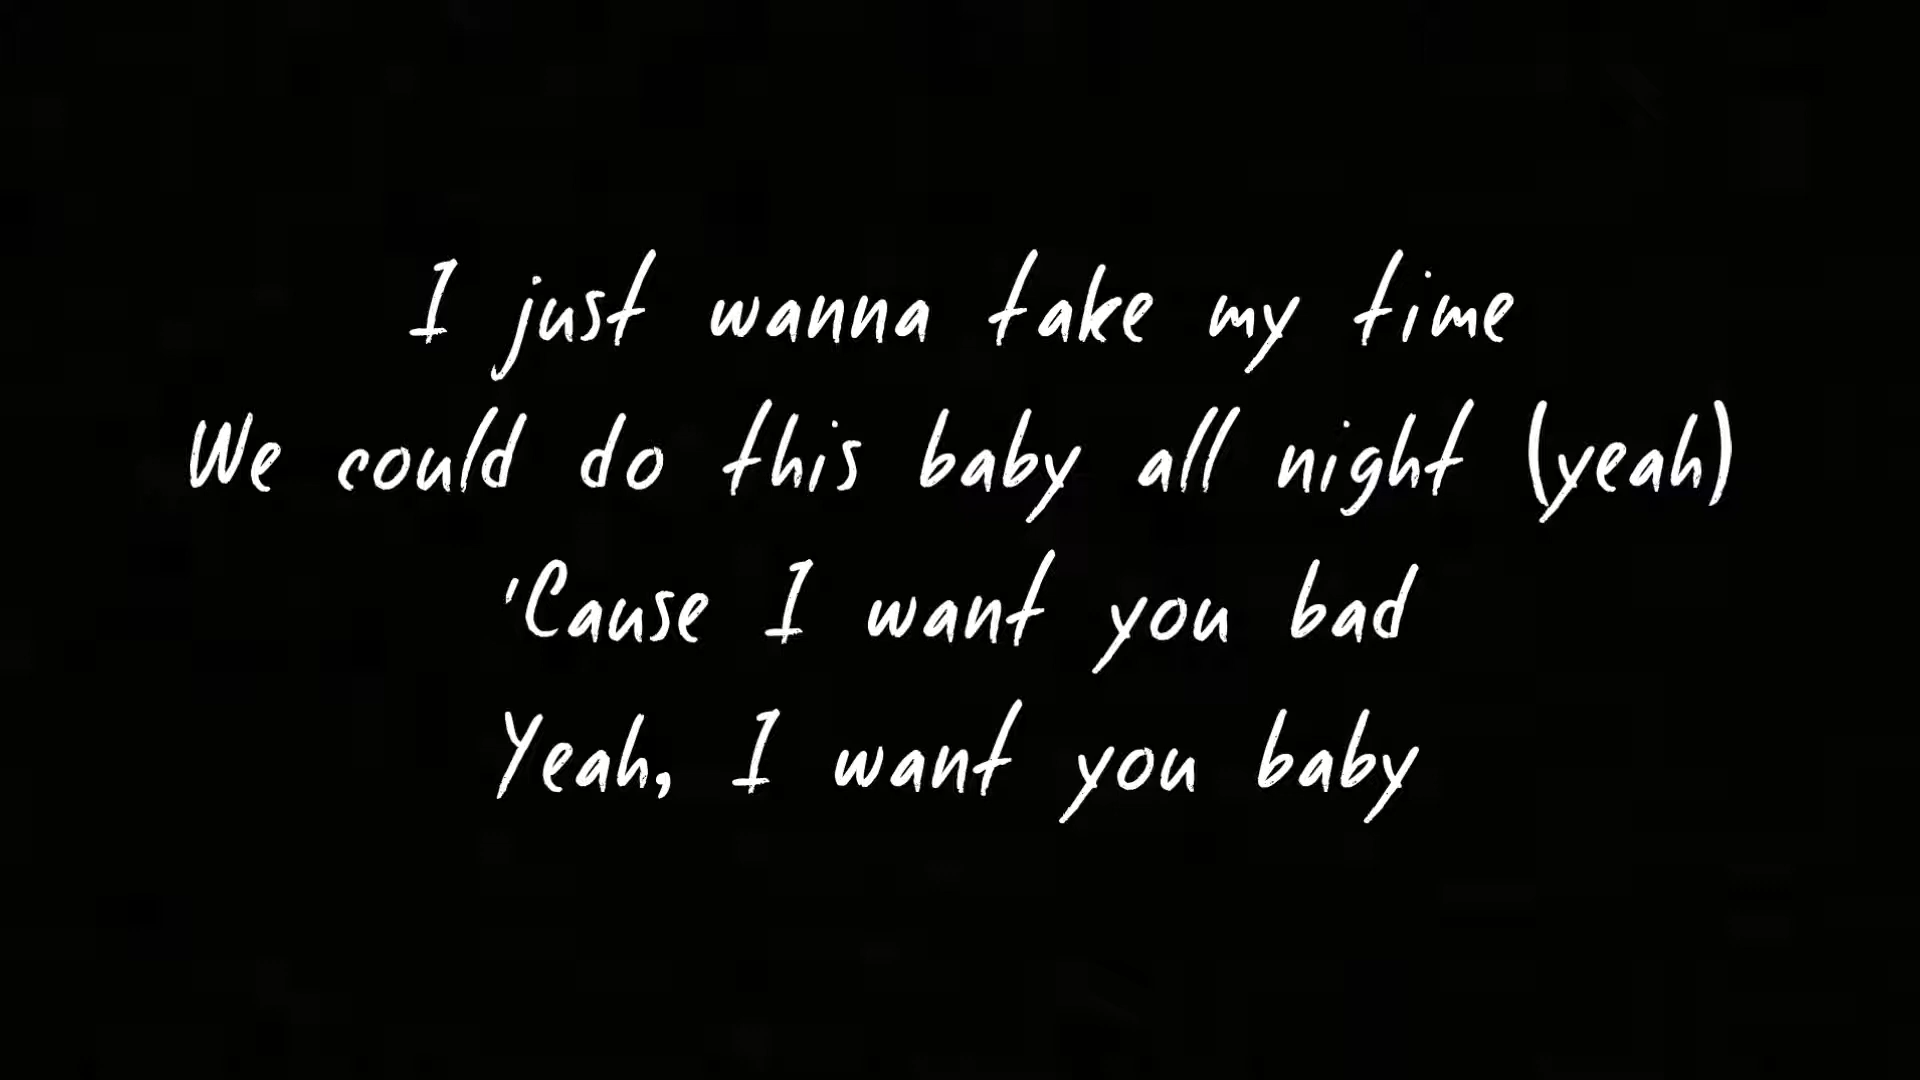 I just wanna take my time
We could do this baby all night (yeah)
'Cause I want you bad
Yeah, I want you baby